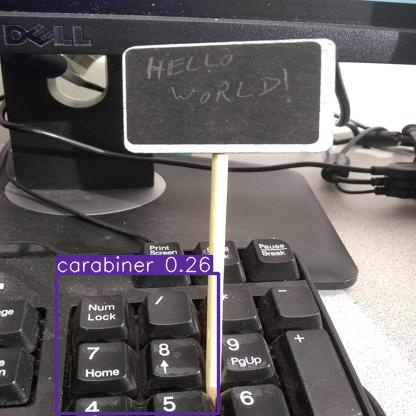 DELL
HELLO
WORLD!
Print
Screen
Pause
Break
carabiner 0.26
Num
Lock
/
-
7
Home
8
↑
9
PgUp
+
4
5
6